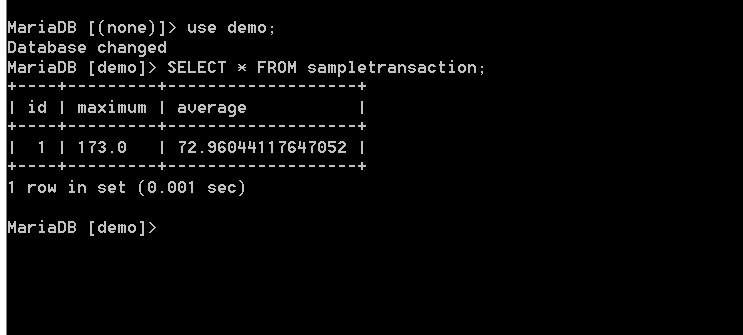 MariaDB [(none)]> use demo;
Database changed
MariaDB [demo]> SELECT * FROM sampletransaction;
+----+---------+-------------------+
| id | maximum | average           |
+----+---------+-------------------+
|  1 | 173.0   | 72.96044117647052 |
+----+---------+-------------------+
1 row in set (0.001 sec)
MariaDB [demo]>